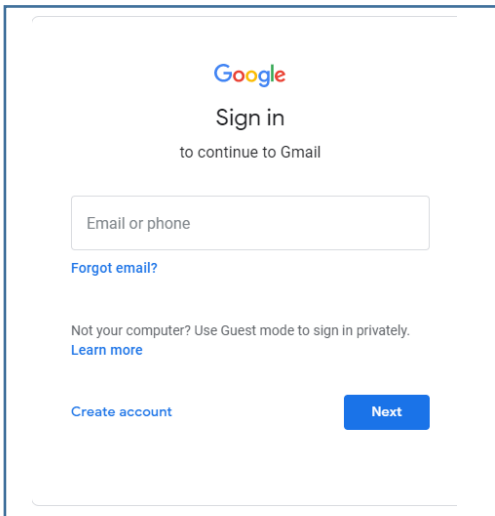 Google
Sign in
to continue to Gmail
Email or phone
Forgot email?
Not your computer? Use Guest mode to sign in privately.
Learn more
Create account
Next